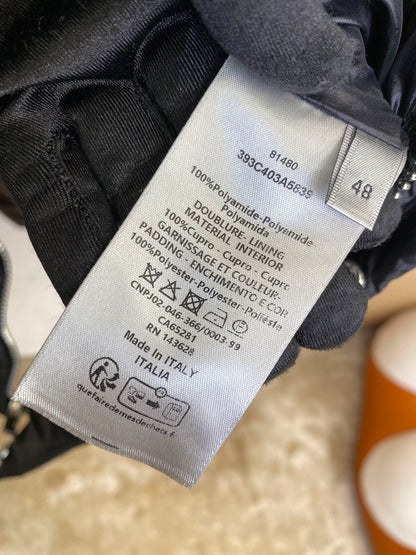 81480
393C403A5839
100%Polyamide-Polyamide
Polyamida
DOUBLURE- LINING
MATERIAL INTERIOR
100%Cupro - Cupro - Cupro
GARNISSAGE ET COULEUR-
PADDING - ENCHIMENTO E COR
100%Polyester-Polyester-Poliéste
CNPJ02-046-366/0003-99
CA65281
RN 143628
Made in ITALY
ITALIA
quefairedemesdechets.fr
48